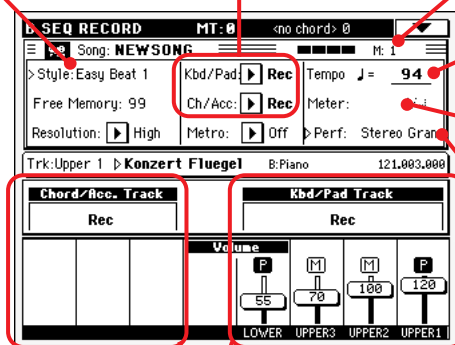 B.SEQ RECORD MT:0 <no chord> 0
Song: NEWSONG M: 1
>Style:Easy Beat 1 Kbd/Pad: Rec Tempo ♩= 94
Free Memory: 99 Ch/Acc: Rec Meter:
Resolution: High Metro: Off Perf: Stereo Gran
Trk:Upper 1 Konzert Fluegel B:Piano 121.003.000
Chord/Acc. Track Kbd/Pad Track
Rec Rec
Volume
P M M P
55 70 100 120
LOWER UPPER3 UPPER2 UPPER1